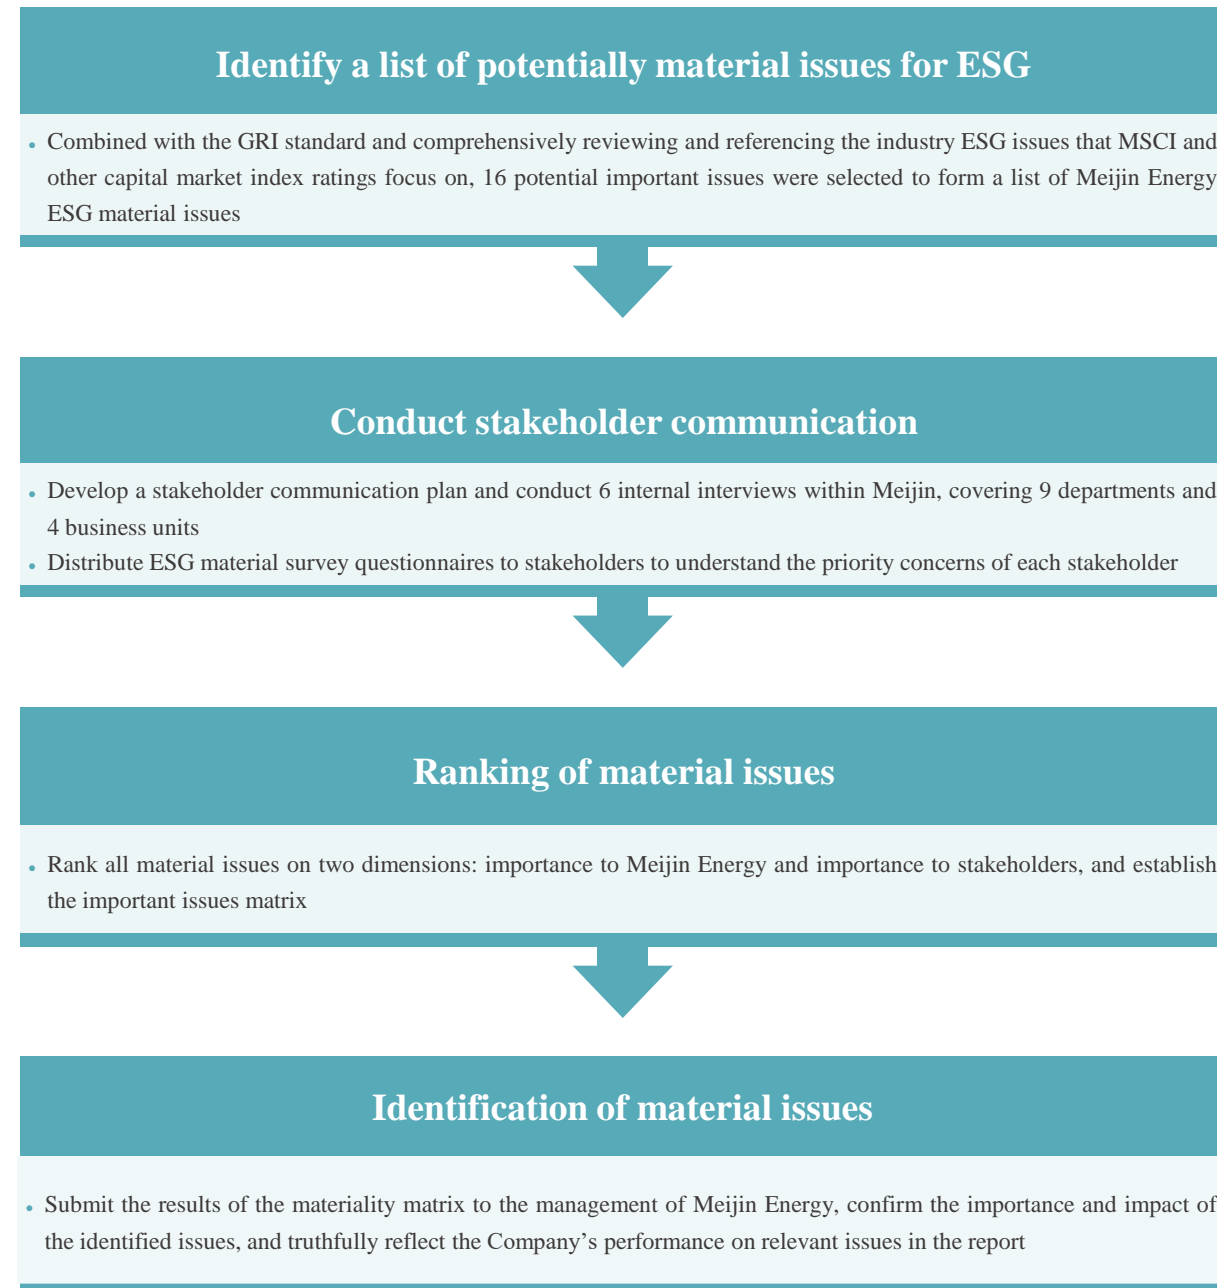 Identify a list of potentially material issues for ESG
• Combined with the GRI standard and comprehensively reviewing and referencing the industry ESG issues that MSCI and
other capital market index ratings focus on, 16 potential important issues were selected to form a list of Meijin Energy
ESG material issues
Conduct stakeholder communication
• Develop a stakeholder communication plan and conduct 6 internal interviews within Meijin, covering 9 departments and
4 business units
• Distribute ESG material survey questionnaires to stakeholders to understand the priority concerns of each stakeholder
Ranking of material issues
• Rank all material issues on two dimensions: importance to Meijin Energy and importance to stakeholders, and establish
the important issues matrix
Identification of material issues
• Submit the results of the materiality matrix to the management of Meijin Energy, confirm the importance and impact of
the identified issues, and truthfully reflect the Company’s performance on relevant issues in the report